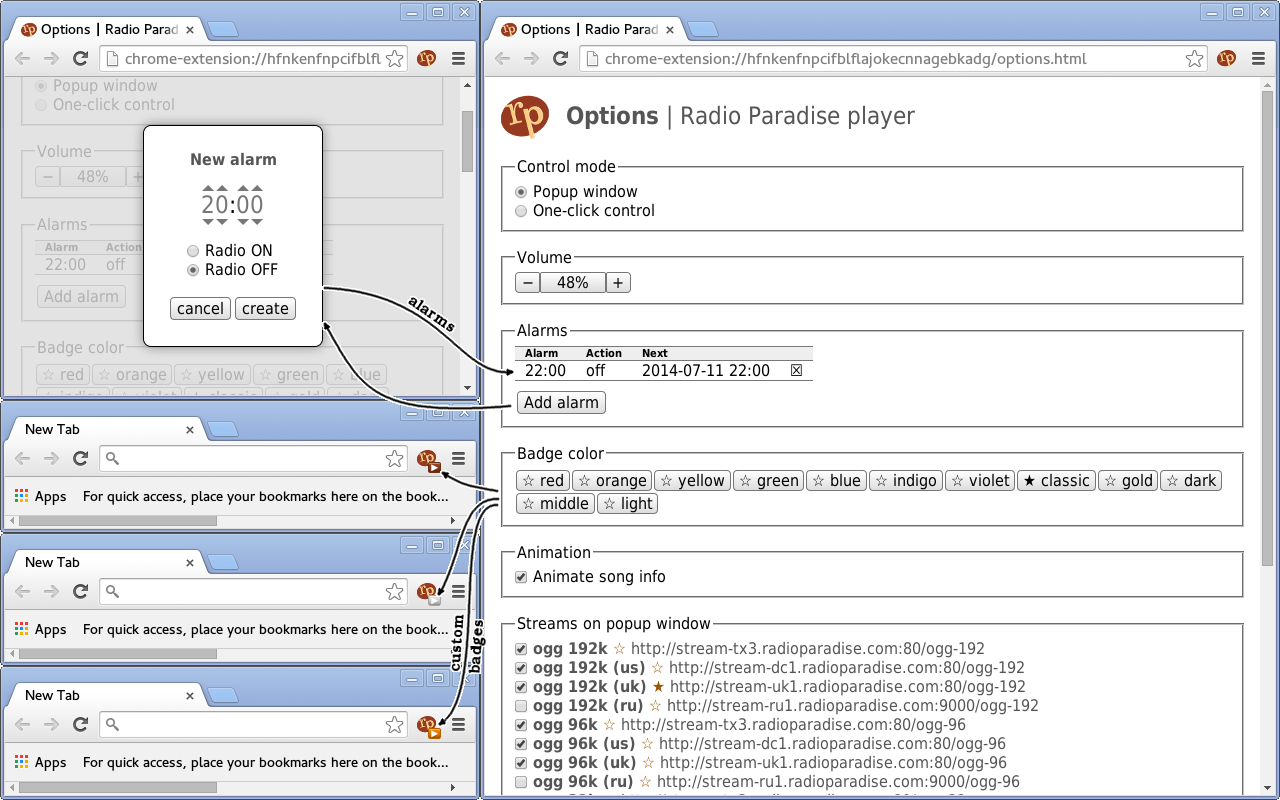 Options | Radio Parad
chrome-extension://hfnkenfnpcifblfl
Popup window
One-click control
Volume
− 48% +
Alarms
Alarm Action
22:00 off
Add alarm
Badge color
☆ red ☆ orange ☆ yellow ☆ green ☆ blue
New alarm
20:00
Radio ON
Radio OFF
cancel create
alarms
New Tab
Apps For quick access, place your bookmarks here on the book...
New Tab
Apps For quick access, place your bookmarks here on the book...
custom
badges
New Tab
Apps For quick access, place your bookmarks here on the book...
Options | Radio Parad
chrome-extension://hfnkenfnpcifblflajokecnnagebkadg/options.html
rp Options | Radio Paradise player
Control mode
Popup window
One-click control
Volume
− 48% +
Alarms
Alarm Action Next
22:00 off 2014-07-11 22:00 ☒
Add alarm
Badge color
☆ red ☆ orange ☆ yellow ☆ green ☆ blue ☆ indigo ☆ violet ★ classic ☆ gold ☆ dark
☆ middle ☆ light
Animation
Animate song info
Streams on popup window
ogg 192k ☆ http://stream-tx3.radioparadise.com:80/ogg-192
ogg 192k (us) ☆ http://stream-dc1.radioparadise.com:80/ogg-192
ogg 192k (uk) ★ http://stream-uk1.radioparadise.com:80/ogg-192
ogg 192k (ru) ☆ http://stream-ru1.radioparadise.com:9000/ogg-192
ogg 96k ☆ http://stream-tx3.radioparadise.com:80/ogg-96
ogg 96k (us) ☆ http://stream-dc1.radioparadise.com:80/ogg-96
ogg 96k (uk) ☆ http://stream-uk1.radioparadise.com:80/ogg-96
ogg 96k (ru) ☆ http://stream-ru1.radioparadise.com:9000/ogg-96